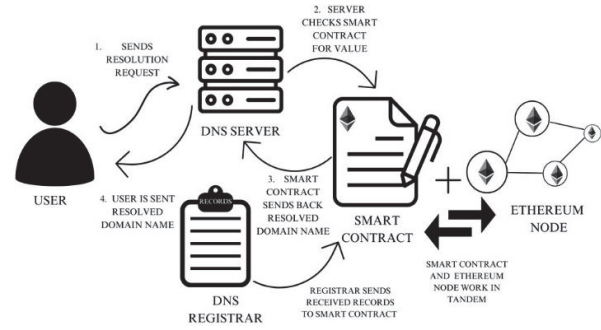 1. SENDS
RESOLUTION
REQUEST
2. SERVER
CHECKS SMART
CONTRACT
FOR VALUE
DNS SERVER
USER
4. USER IS SENT
RESOLVED
DOMAIN NAME
RECORDS
3. SMART
CONTRACT
SENDS BACK
RESOLVED
DOMAIN NAME
SMART
CONTRACT
ETHEREUM
NODE
DNS
REGISTRAR
REGISTRAR SENDS
RECEIVED RECORDS
TO SMART CONTRACT
SMART CONTRACT
AND ETHEREUM
NODE WORK IN
TANDEM